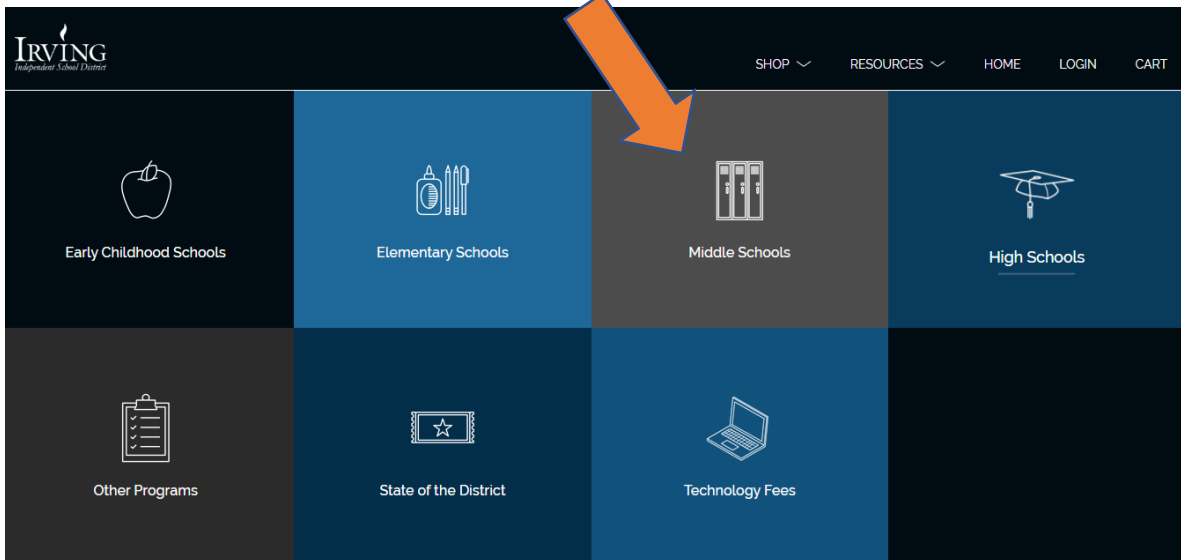 IRVING
Independent School District
SHOP RESOURCES HOME LOGIN CART
Early Childhood Schools
Elementary Schools
Middle Schools
High Schools
Other Programs
State of the District
Technology Fees